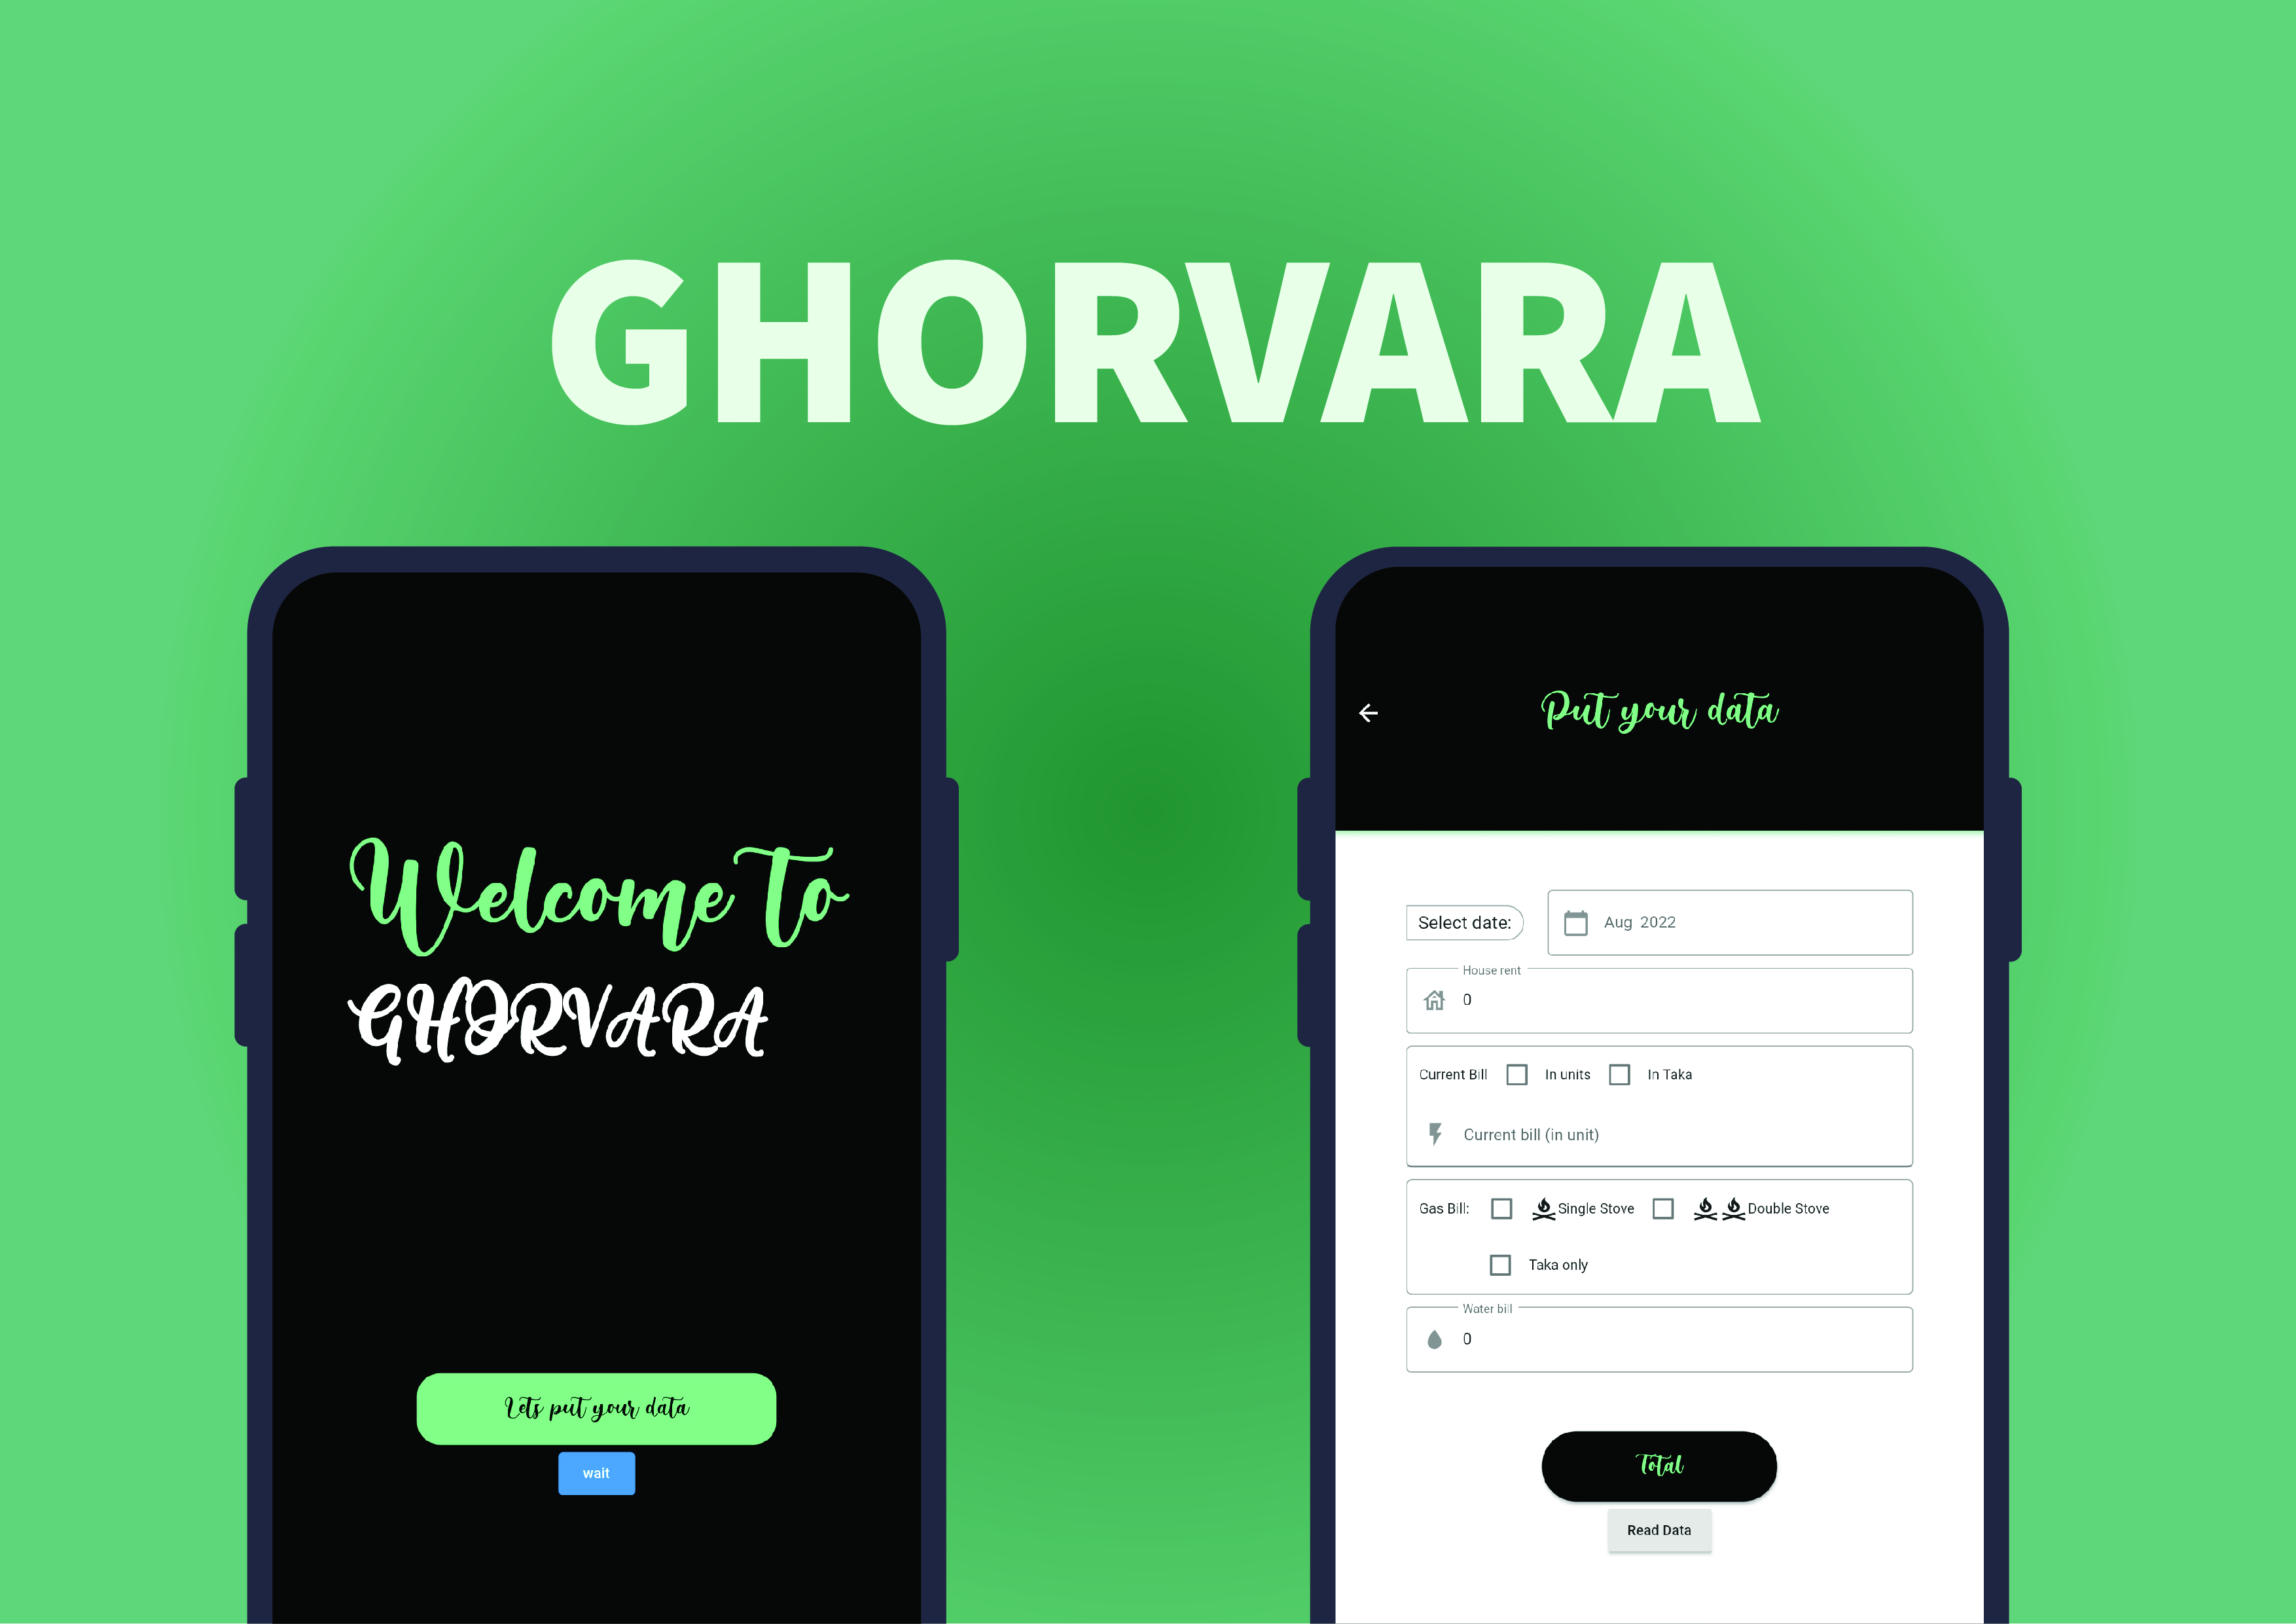 GHORVARA
Welcome To
GHORVARA
Lets put your data
wait
Put your data
Select date:
Aug 2022
House rent
0
Current Bill In units In Taka
Current bill (in unit)
Gas Bill: Single Stove Double Stove
Taka only
Water bill
0
Total
Read Data